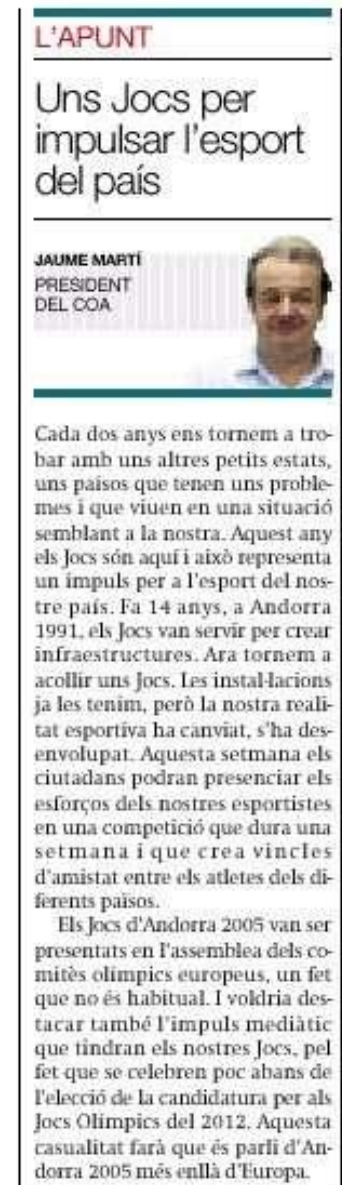 L'APUNT
Uns Jocs per
impulsar l'esport
del país
JAUME MARTÍ
PRESIDENT
DEL COA
Cada dos anys ens tornem a tro-
bar amb uns altres petits estats,
uns països que tenen uns proble-
mes i que viuen en una situació
semblant a la nostra. Aquest any
els Jocs són aquí i això representa
un impuls per a l'esport del nos-
tre país. Fa 14 anys, a Andorra
1991, els Jocs van servir per crear
infraestructures. Ara tornem a
acollir uns Jocs. Les instal·lacions
ja les tenim, però la nostra reali-
tat esportiva ha canviat, s'ha des-
envolupat. Aquesta setmana els
ciutadans podran presenciar els
esforços dels nostres esportistes
en una competició que dura una
setmana i que crea vincles
d'amistat entre els atletes dels di-
ferents països.
Els Jocs d'Andorra 2005 van ser
presentats en l'assemblea dels co-
mitès olímpics europeus, un fet
que no és habitual. I voldria des-
tacar també l'impuls mediàtic
que tindran els nostres Jocs, pel
fet que se celebren poc abans de
l'elecció de la candidatura per als
Jocs Olímpics del 2012. Aquesta
casualitat farà que és parli d'An-
dorra 2005 més enllà d'Europa.